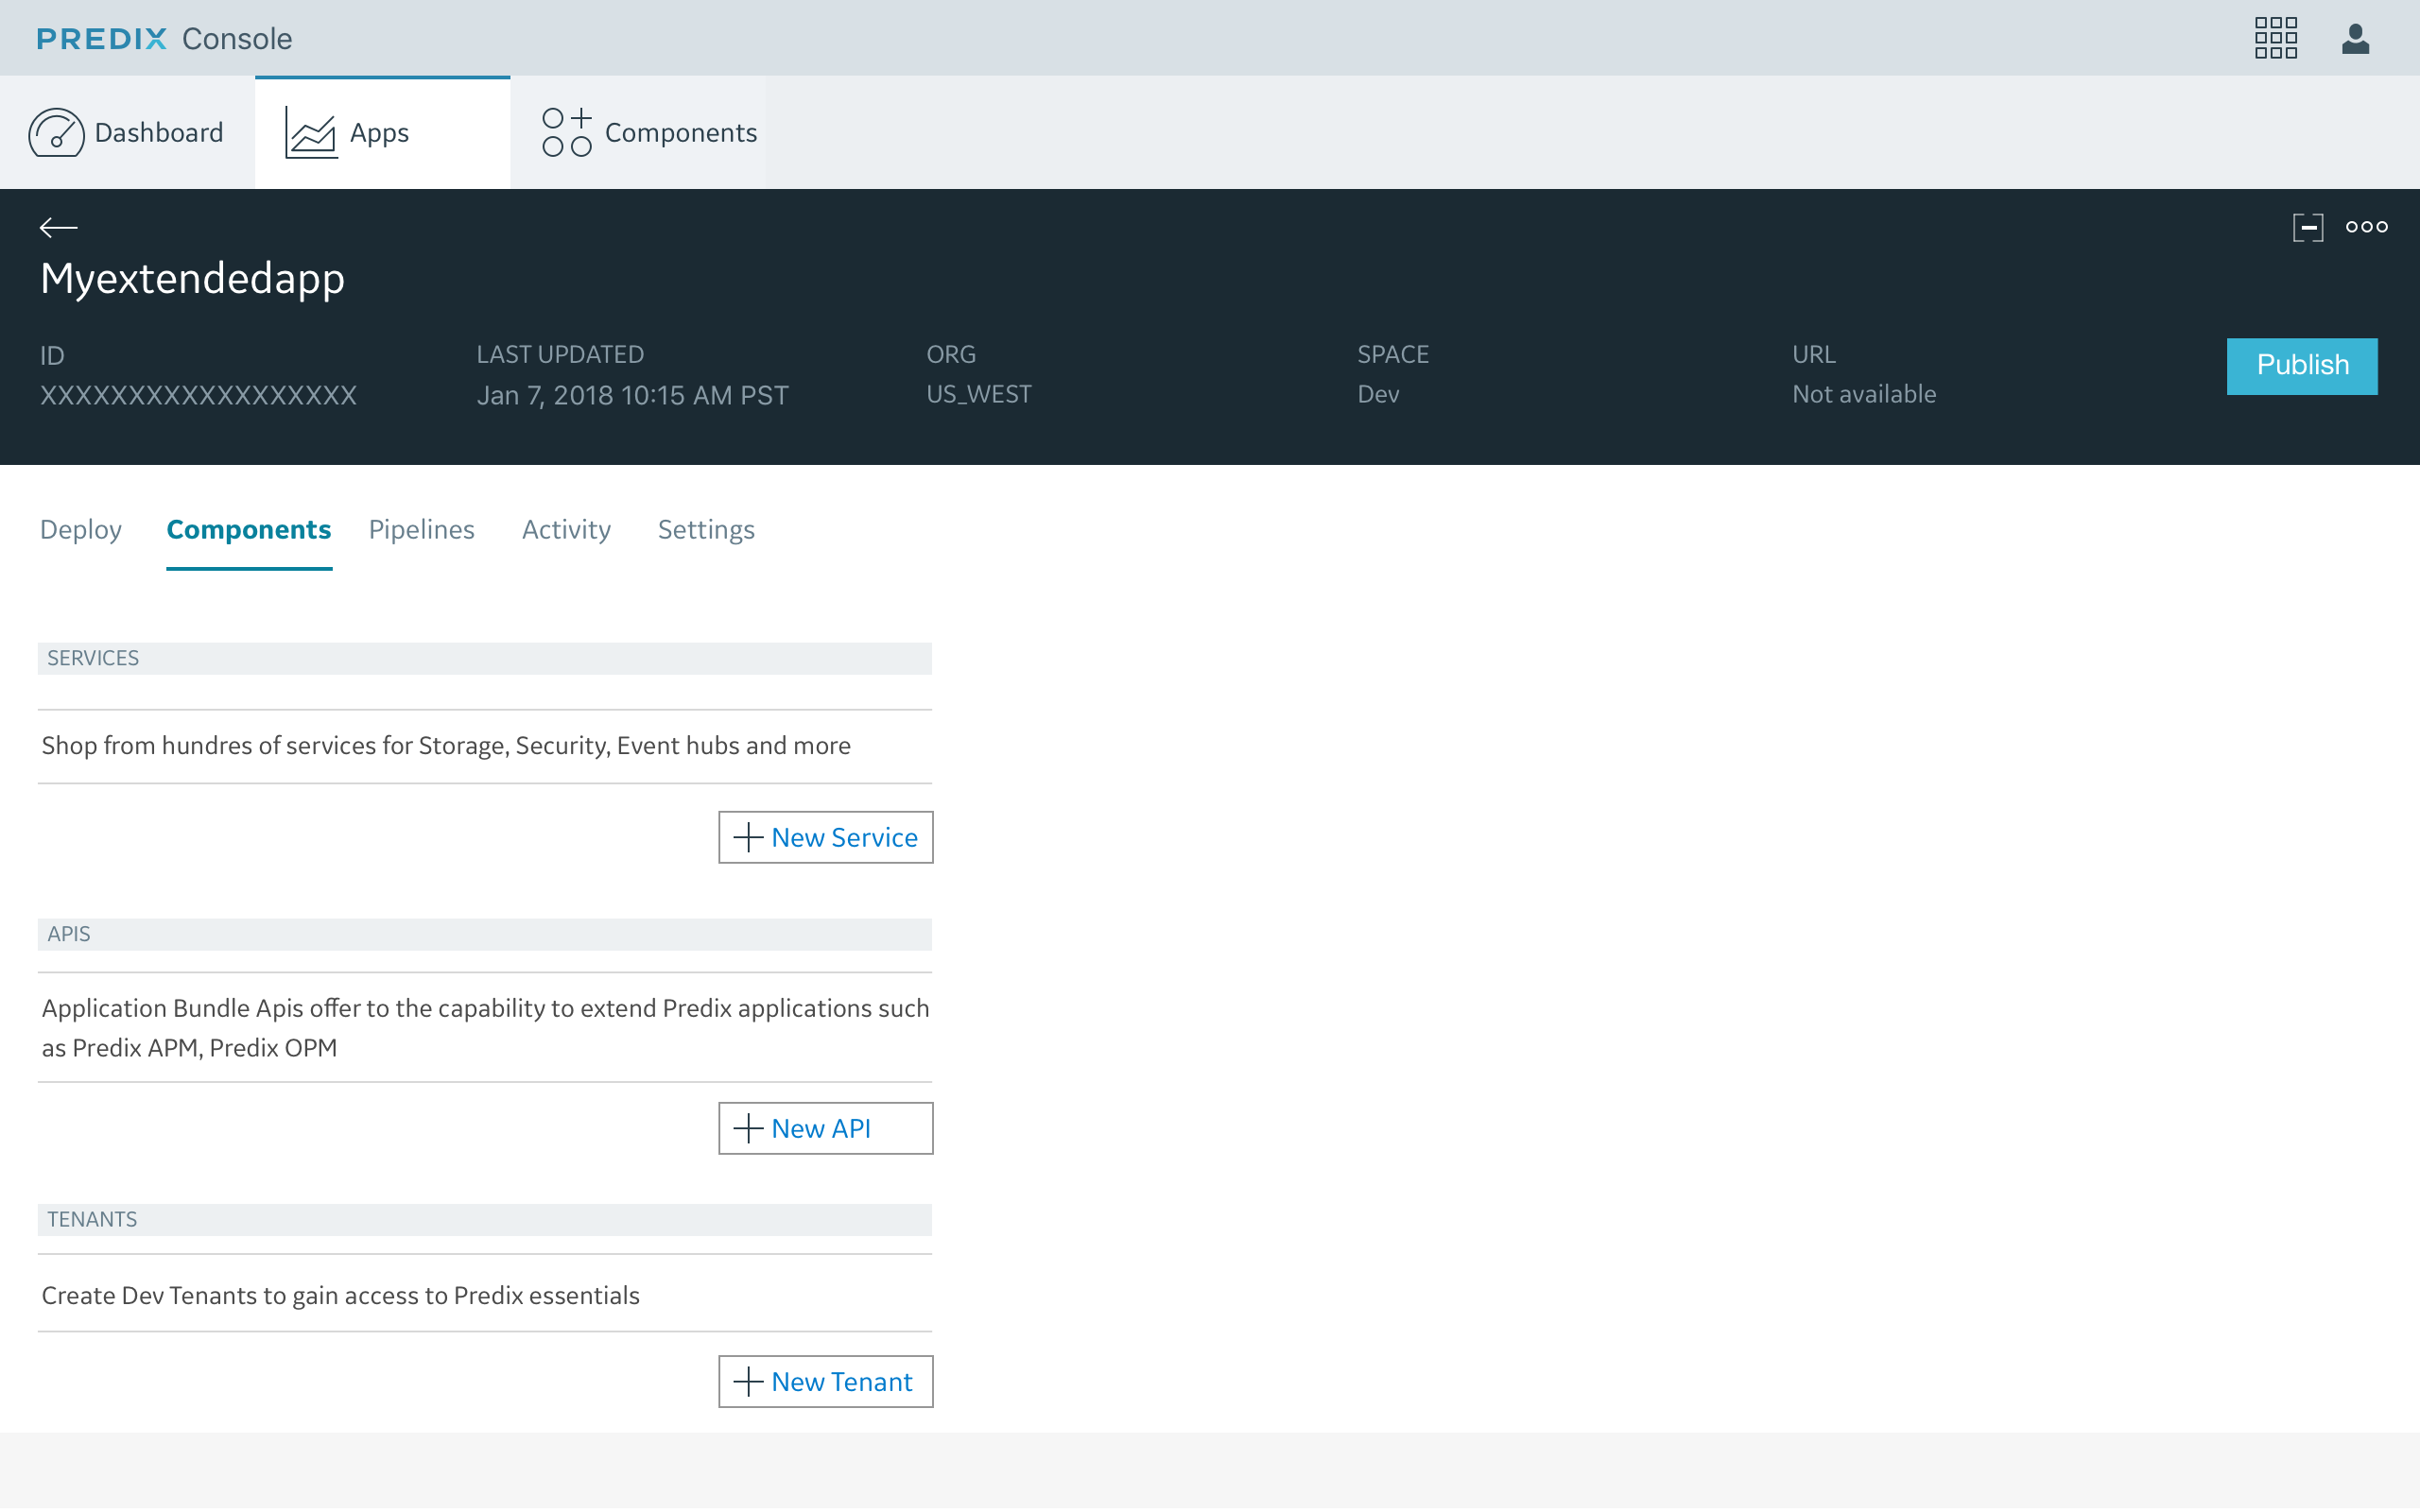 PREDIX Console
Dashboard Apps Components
Myextendedapp
ID LAST UPDATED ORG SPACE URL
XXXXXXXXXXXXXXXXXX Jan 7, 2018 10:15 AM PST US_WEST Dev Not available Publish
Deploy Components Pipelines Activity Settings
SERVICES
Shop from hundres of services for Storage, Security, Event hubs and more
New Service
APIS
Application Bundle Apis offer to the capability to extend Predix applications such
as Predix APM, Predix OPM
New API
TENANTS
Create Dev Tenants to gain access to Predix essentials
New Tenant